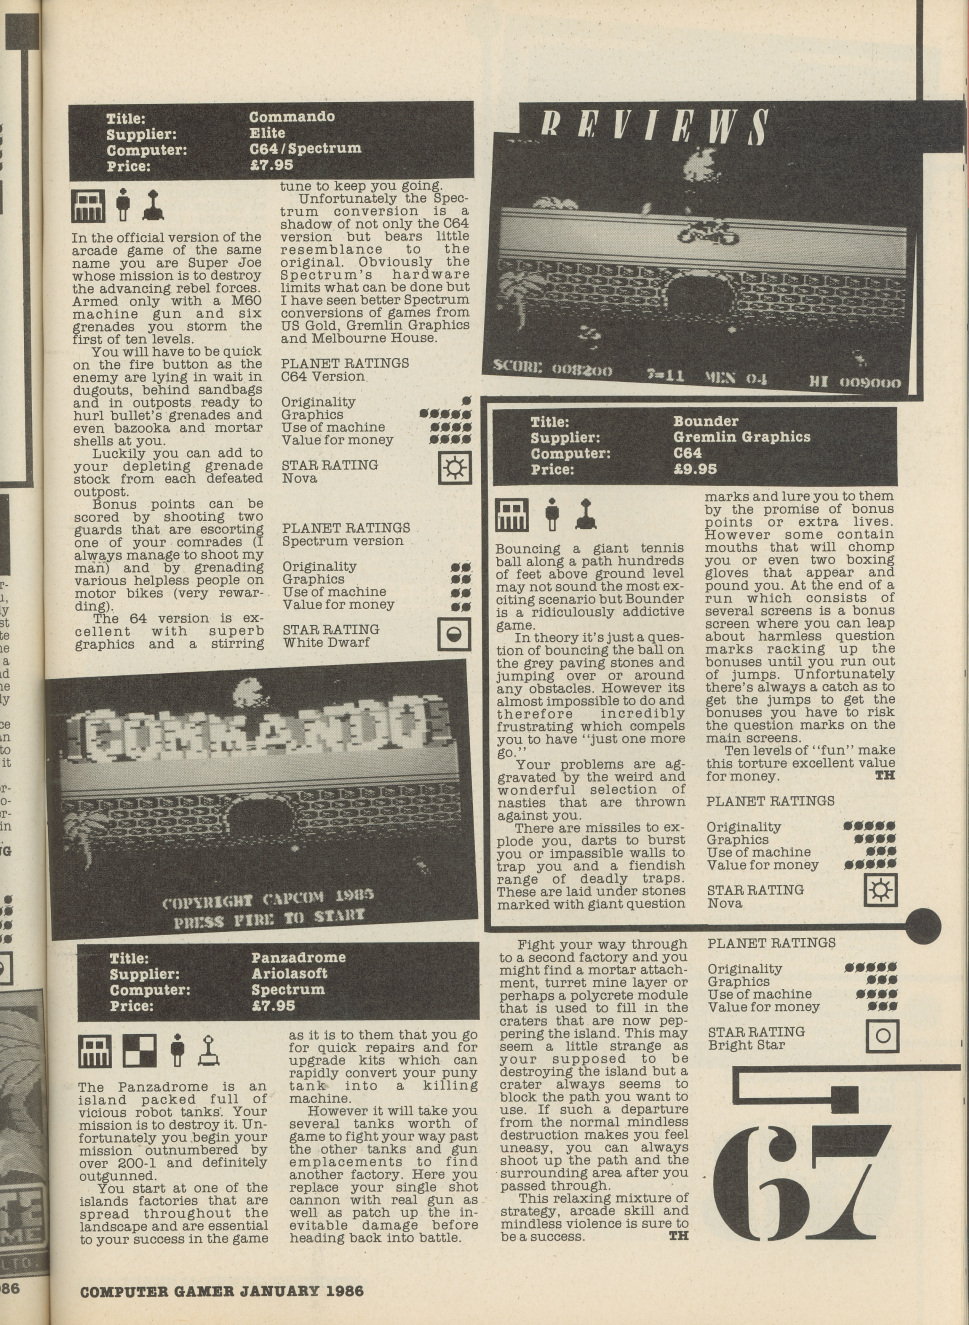 REVIEWS
Title: Commando
Supplier: Elite
Computer: C64/Spectrum
Price: £7.95
In the official version of the
arcade game of the same
name you are Super Joe
whose mission is to destroy
the advancing rebel forces.
Armed only with a M60
machine gun and six
grenades you storm the
first of ten levels.
You will have to be quick
on the fire button as the
enemy are lying in wait in
dugouts, behind sandbags
and in outposts ready to
hurl bullet's grenades and
even bazooka and mortar
shells at you.
Luckily you can add to
your depleting grenade
stock from each defeated
outpost.
Bonus points can be
scored by shooting two
guards that are escorting
one of your comrades (I
always manage to shoot my
man) and by grenading
various helpless people on
motor bikes (very rewar-
ding).
The 64 version is ex-
cellent with superb
graphics and a stirring
tune to keep you going.
Unfortunately the Spec-
trum conversion is a
shadow of not only the C64
version but bears little
resemblance to the
original. Obviously the
Spectrum's hardware
limits what can be done but
I have seen better Spectrum
conversions of games from
US Gold, Gremlin Graphics
and Melbourne House.
PLANET RATINGS
C64 Version
Originality
Graphics
Use of machine
Value for money
STAR RATING
Nova
PLANET RATINGS
Spectrum version
Originality
Graphics
Use of machine
Value for money
STAR RATING
White Dwarf
SCORE 008200 ?=11 MEN 04 HI 009000
COMMANDO
COPYRIGHT CAPCOM 1985
PRESS FIRE TO START
Title: Bounder
Supplier: Gremlin Graphics
Computer: C64
Price: £9.95
Bouncing a giant tennis
ball along a path hundreds
of feet above ground level
may not sound the most ex-
citing scenario but Bounder
is a ridiculously addictive
game.
In theory it's just a ques-
tion of bouncing the ball on
the grey paving stones and
jumping over or around
any obstacles. However its
almost impossible to do and
therefore incredibly
frustrating which compels
you to have "just one more
go."
Your problems are ag-
gravated by the weird and
wonderful selection of
nasties that are thrown
against you.
There are missiles to ex-
plode you, darts to burst
you or impassible walls to
trap you and a fiendish
range of deadly traps.
These are laid under stones
marked with giant question
marks and lure you to them
by the promise of bonus
points or extra lives.
However some contain
mouths that will chomp
you or even two boxing
gloves that appear and
pound you. At the end of a
run which consists of
several screens is a bonus
screen where you can leap
about harmless question
marks racking up the
bonuses until you run out
of jumps. Unfortunately
there's always a catch as to
get the jumps to get the
bonuses you have to risk
the question marks on the
main screens.
Ten levels of "fun" make
this torture excellent value
for money. TH
PLANET RATINGS
Originality
Graphics
Use of machine
Value for money
STAR RATING
Nova
Title: Panzadrome
Supplier: Ariolasoft
Computer: Spectrum
Price: £7.95
The Panzadrome is an
island packed full of
vicious robot tanks. Your
mission is to destroy it. Un-
fortunately you begin your
mission outnumbered by
over 200-1 and definitely
outgunned.
You start at one of the
islands factories that are
spread throughout the
landscape and are essential
to your success in the game
as it is to them that you go
for quick repairs and for
upgrade kits which can
rapidly convert your puny
tank into a killing
machine.
However it will take you
several tanks worth of
game to fight your way past
the other tanks and gun
emplacements to find
another factory. Here you
replace your single shot
cannon with real gun as
well as patch up the in-
evitable damage before
heading back into battle.
Fight your way through
to a second factory and you
might find a mortar attach-
ment, turret mine layer or
perhaps a polycrete module
that is used to fill in the
craters that are now pep-
pering the island. This may
seem a little strange as
your supposed to be
destroying the island but a
crater always seems to
block the path you want to
use. If such a departure
from the normal mindless
destruction makes you feel
uneasy, you can always
shoot up the path and the
surrounding area after you
passed through.
This relaxing mixture of
strategy, arcade skill and
mindless violence is sure to
be a success. TH
PLANET RATINGS
Originality
Graphics
Use of machine
Value for money
STAR RATING
Bright Star
67
COMPUTER GAMER JANUARY 1986